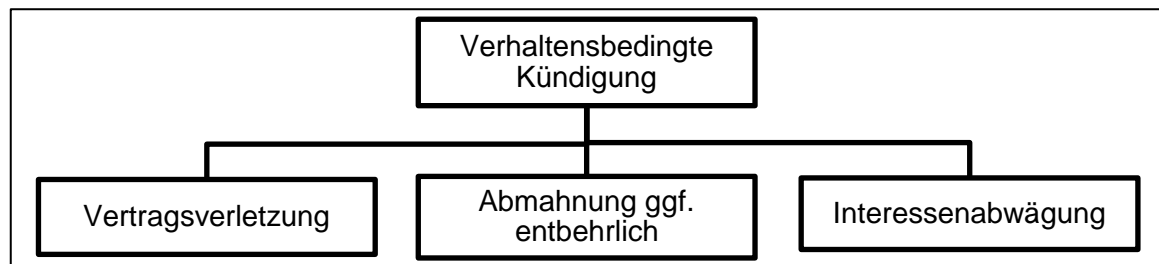 Verhaltensbedingte
Kündigung
Vertragsverletzung
Abmahnung ggf.
entbehrlich
Interessenabwägung